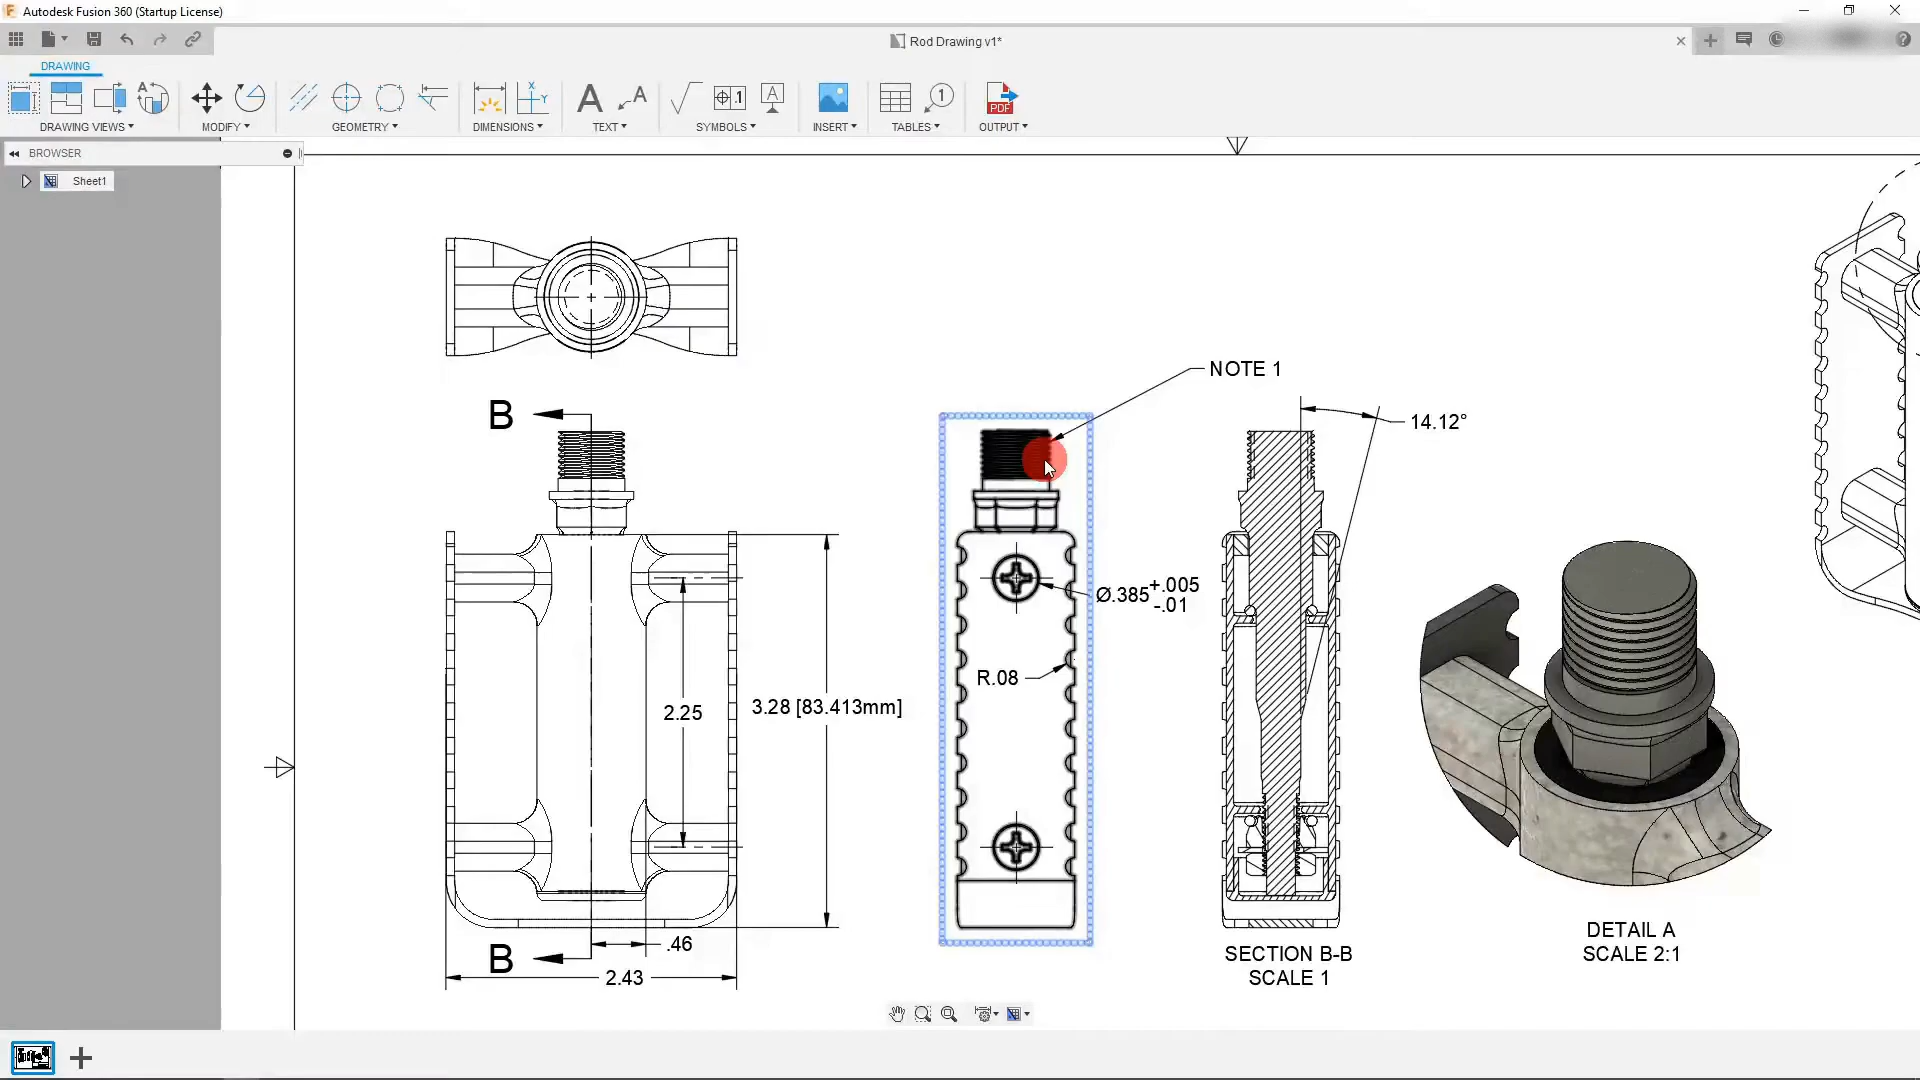 Autodesk Fusion 360 (Startup License)
Rod Drawing v1*
DRAWING
DRAWING VIEWS
MODIFY
GEOMETRY
DIMENSIONS
TEXT
SYMBOLS
INSERT
TABLES
OUTPUT
BROWSER
Sheet1
NOTE 1
B
14.12°
Ø.385 +.005
-.01
R.08
2.25
3.28 [83.413mm]
.46
B
2.43
SECTION B-B
SCALE 1
DETAIL A
SCALE 2:1